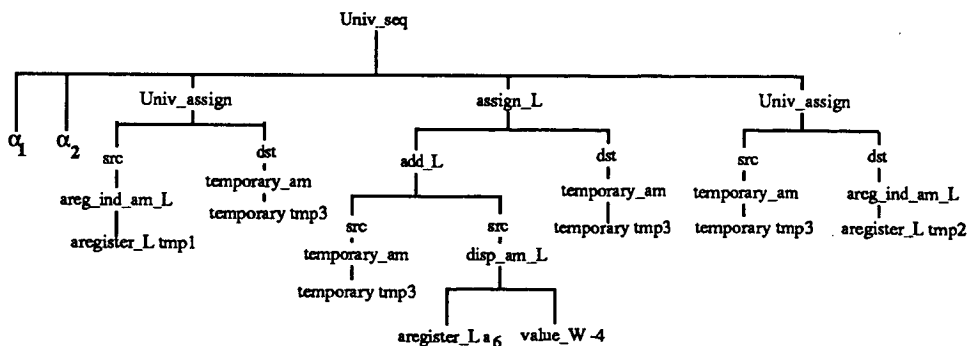 Univ_seq
Univ_assign assign_L Univ_assign
α1 α2
src dst add_L dst src dst
areg_ind_am_L temporary_am temporary_am temporary_am areg_ind_am_L
aregister_L tmp1 temporary tmp3 src src temporary tmp3 temporary tmp3 aregister_L tmp2
temporary_am disp_am_L
temporary tmp3
aregister_L a6 value_W -4